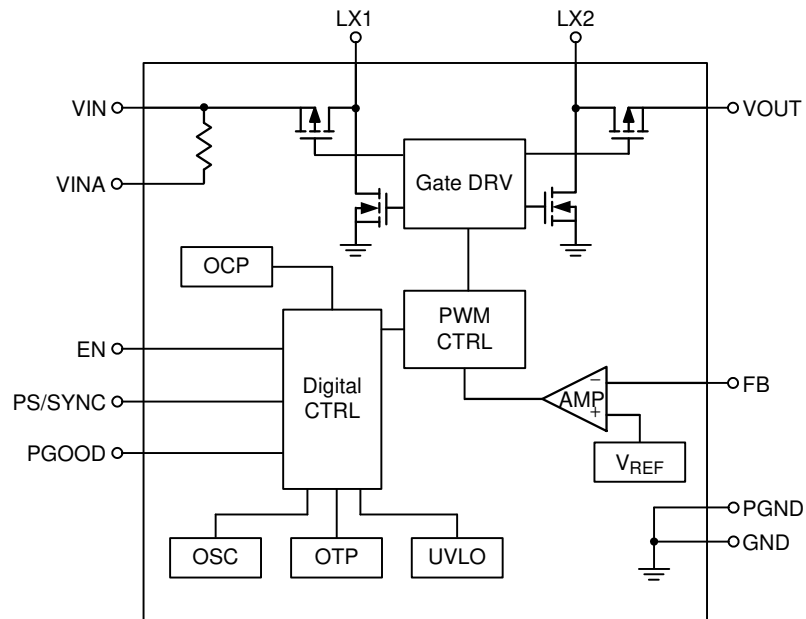 LX1
LX2
VIN
VOUT
VINA
Gate DRV
OCP
PWM
CTRL
EN
Digital
CTRL
PS/SYNC
PGOOD
−
AMP
+
FB
VREF
PGND
GND
OSC
OTP
UVLO